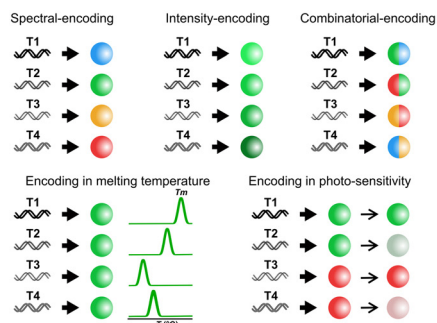 Spectral-encoding
Intensity-encoding
Combinatorial-encoding
T1
T2
T3
T4
T1
T2
T3
T4
T1
T2
T3
T4
Encoding in melting temperature
Encoding in photo-sensitivity
T1
T2
T3
T4
Tm
T1
T2
T3
T4